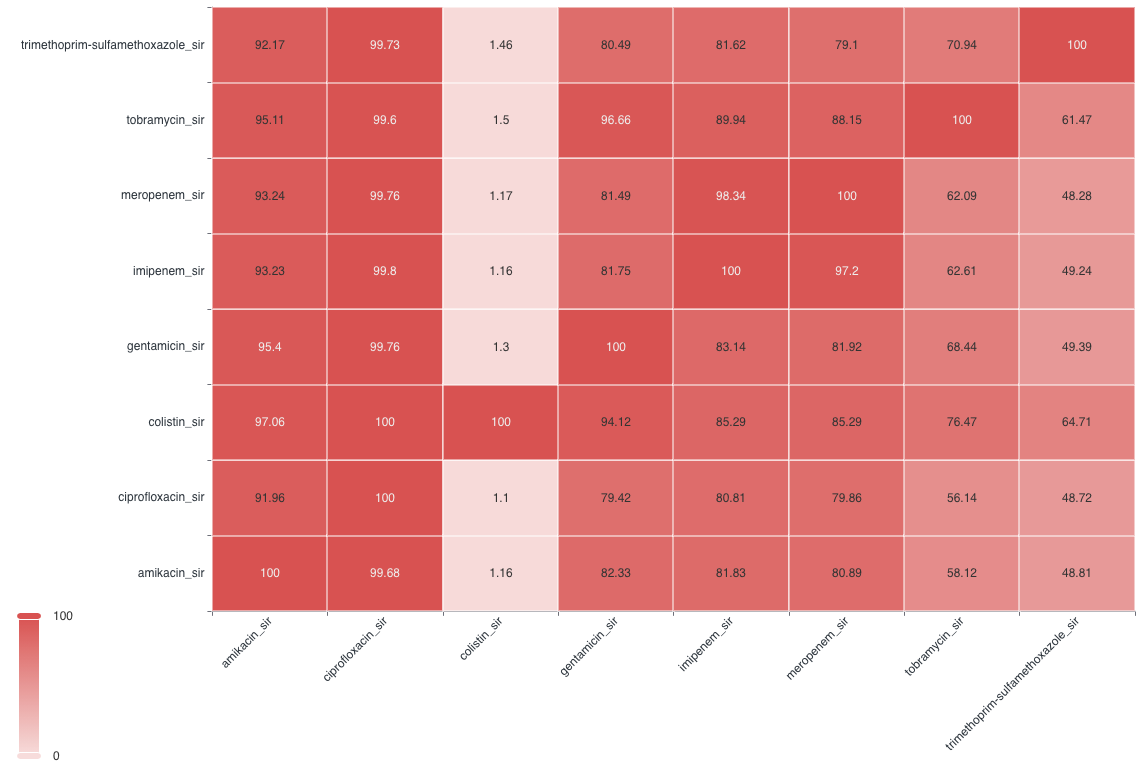 trimethoprim-sulfamethoxazole_sir 92.17 99.73 1.46 80.49 81.62 79.1 70.94 100
tobramycin_sir 95.11 99.6 1.5 96.66 89.94 88.15 100 61.47
meropenem_sir 93.24 99.76 1.17 81.49 98.34 100 62.09 48.28
imipenem_sir 93.23 99.8 1.16 81.75 100 97.2 62.61 49.24
gentamicin_sir 95.4 99.76 1.3 100 83.14 81.92 68.44 49.39
colistin_sir 97.06 100 100 94.12 85.29 85.29 76.47 64.71
ciprofloxacin_sir 91.96 100 1.1 79.42 80.81 79.86 56.14 48.72
amikacin_sir 100 99.68 1.16 82.33 81.83 80.89 58.12 48.81
amikacin_sir ciprofloxacin_sir colistin_sir gentamicin_sir imipenem_sir meropenem_sir tobramycin_sir trimethoprim-sulfamethoxazole_sir
100
0